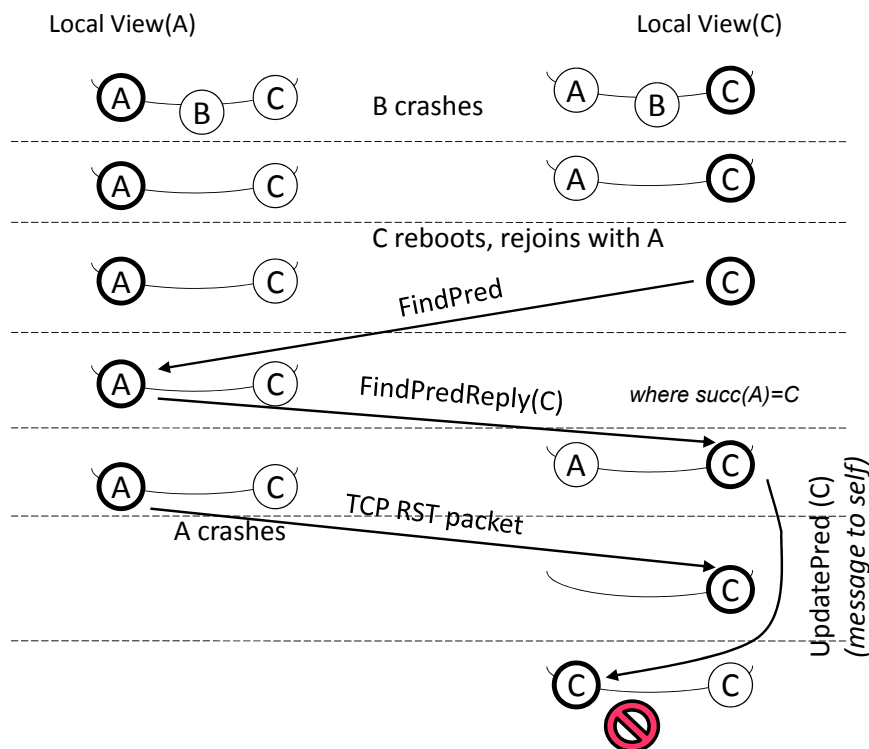 Local View(A)
Local View(C)
A
B
C
B crashes
A
B
C
A
C
A
C
C reboots, rejoins with A
A
C
C
FindPred
A
C
FindPredReply(C)
where succ(A)=C
A
C
A
C
TCP RST packet
A crashes
C
UpdatePred (C)
(message to self)
C
C